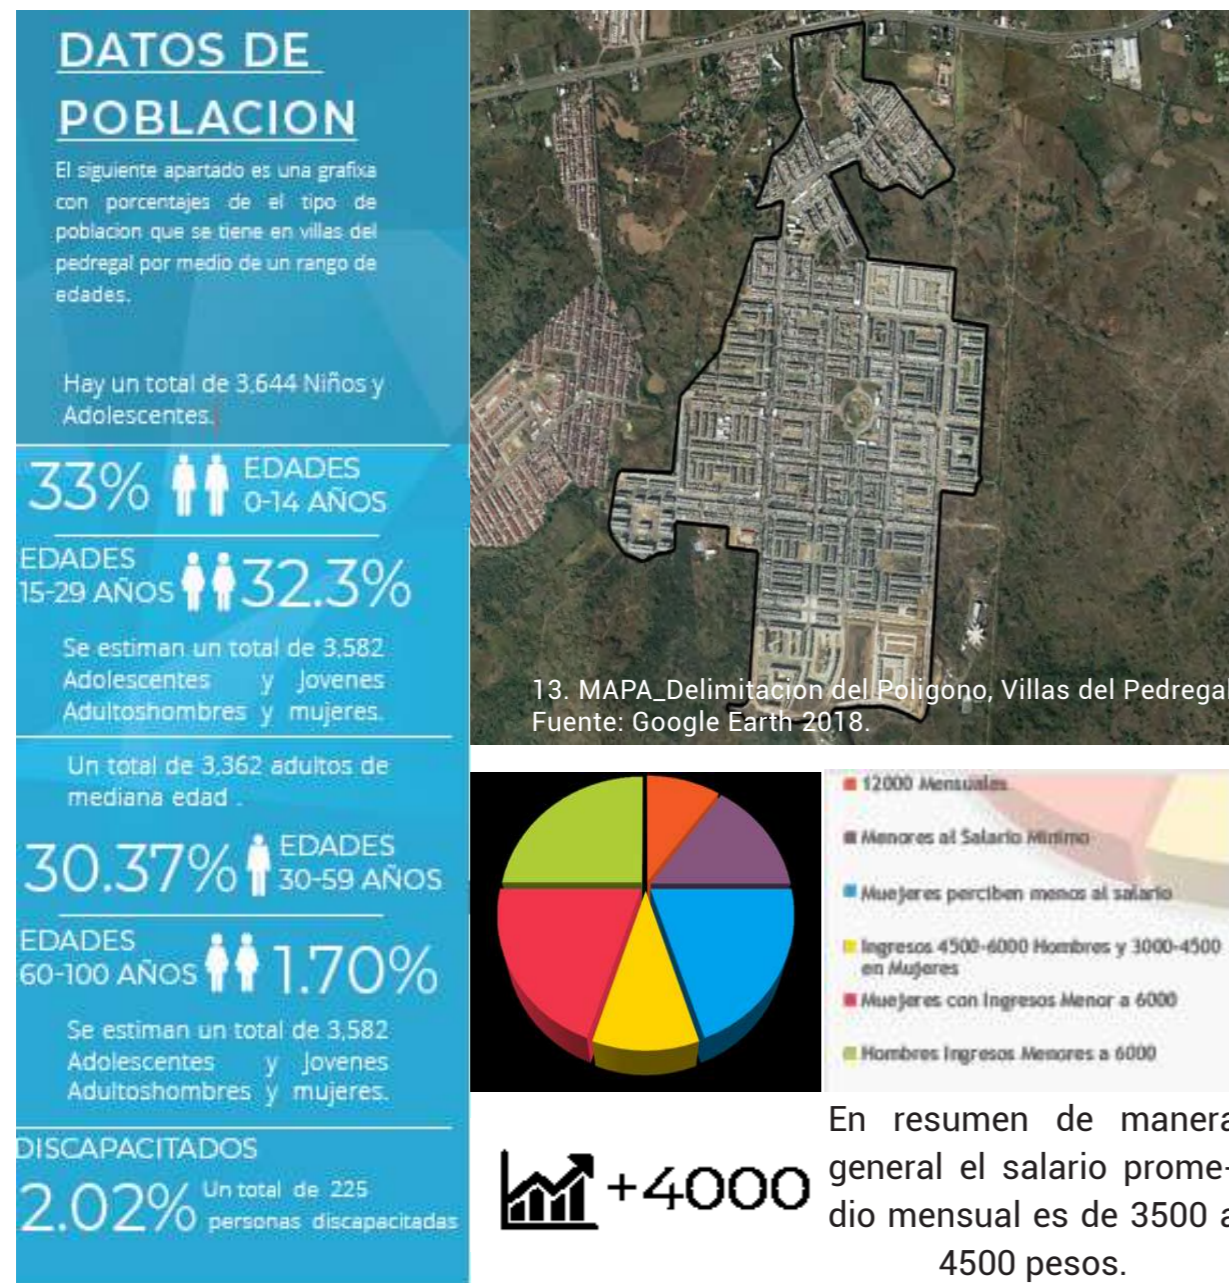 DATOS DE
POBLACION
El siguiente apartado es una grafixa
con porcentajes de el tipo de
poblacion que se tiene en villas del
pedregal por medio de un rango de
edades.
Hay un total de 3,644 Niños y
Adolescentes.
33% EDADES
0-14 AÑOS
EDADES
15-29 AÑOS 32.3%
Se estiman un total de 3,582
Adolescentes y Jovenes
Adultoshombres y mujeres.
Un total de 3,362 adultos de
mediana edad .
30.37% EDADES
30-59 AÑOS
EDADES
60-100 AÑOS 1.70%
Se estiman un total de 3,582
Adolescentes y Jovenes
Adultoshombres y mujeres.
DISCAPACITADOS
2.02% Un total de 225
personas discapacitadas
13. MAPA_Delimitacion del Poligono, Villas del Pedrega
Fuente: Google Earth 2018.
12000 Mensuales
Menores al Salario Minimo
Muejeres perciben menos al salario
Ingresos 4500-6000 Hombres y 3000-4500
en Mujeres
Muejeres con Ingresos Menor a 6000
Hombres Ingresos Menores a 6000
+4000
En resumen de manera
general el salario prome-
dio mensual es de 3500 a
4500 pesos.